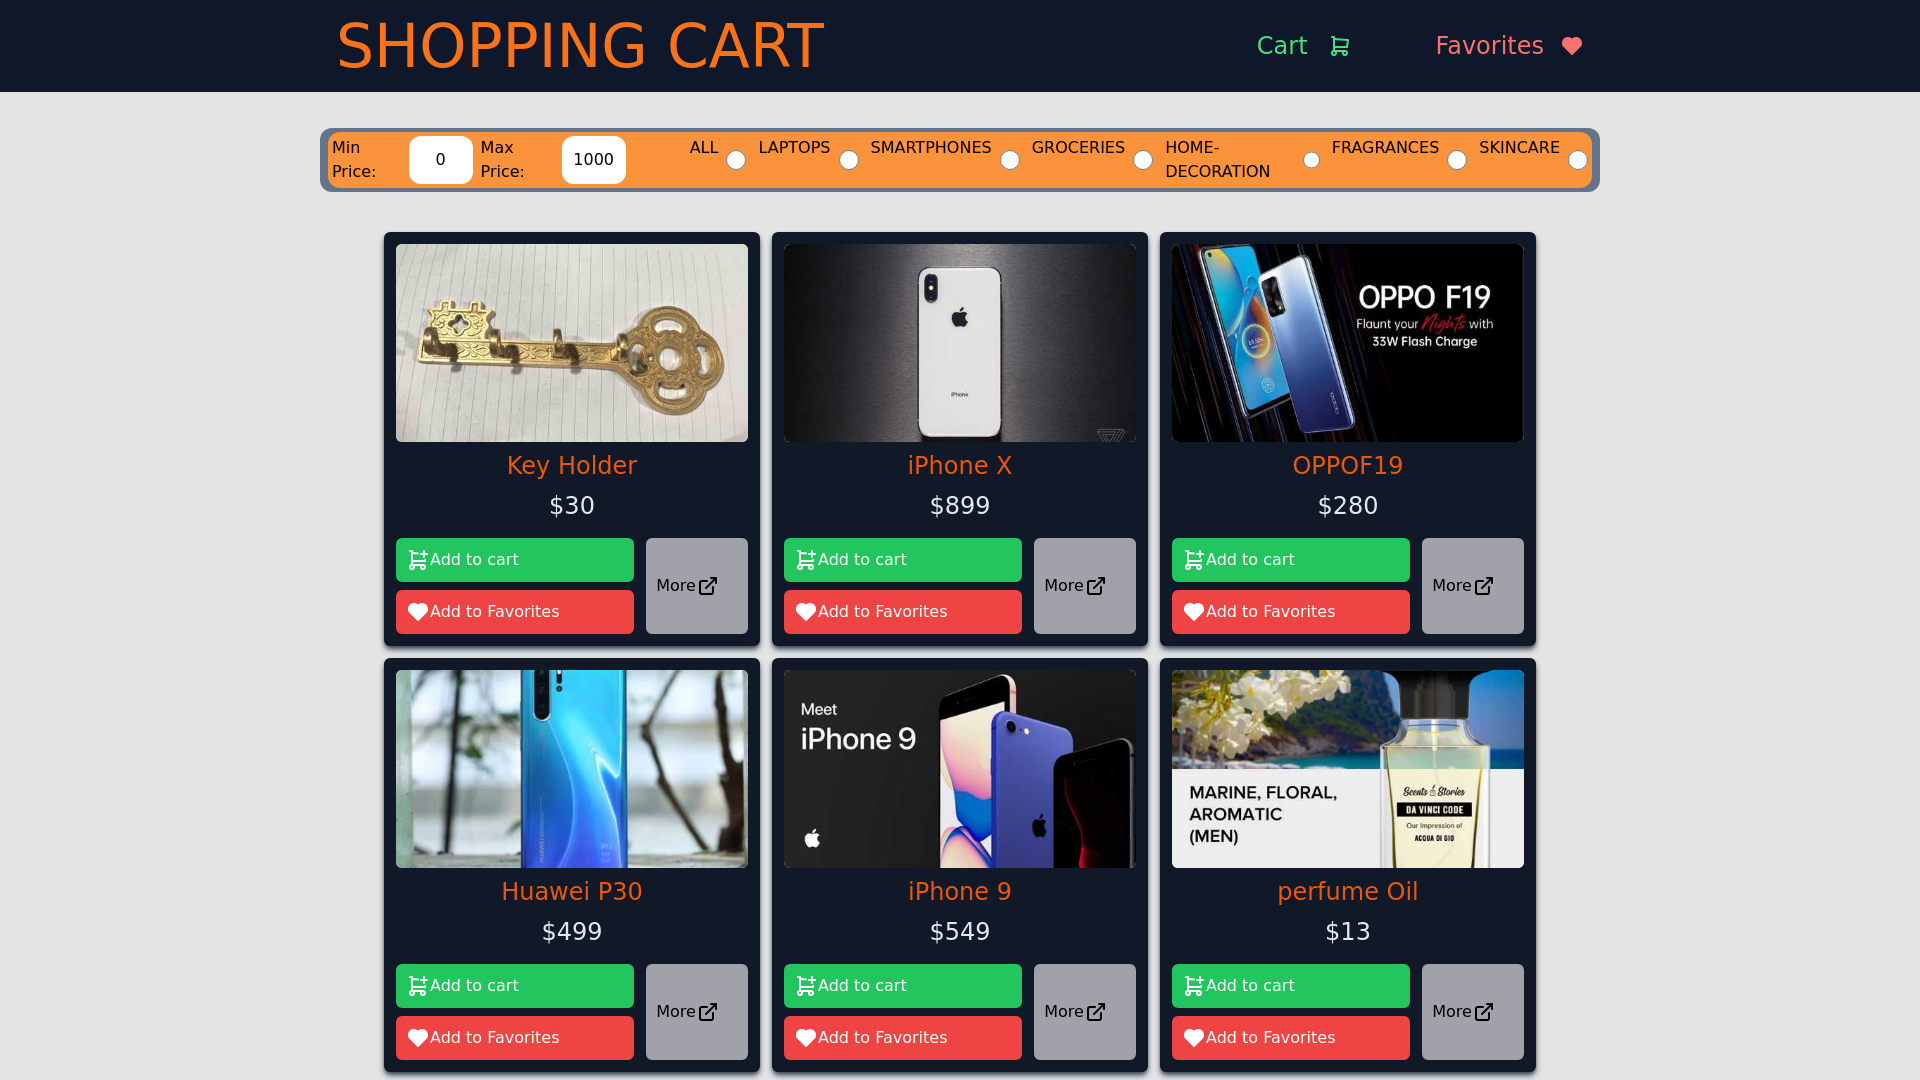 SHOPPING CART
Cart
Favorites
Min
Price:
0
Max
Price:
1000
ALL
LAPTOPS
SMARTPHONES
GROCERIES
HOME-
DECORATION
FRAGRANCES
SKINCARE
iPhone
OPPO F19
Flaunt your Nights with
33W Flash Charge
Key Holder
iPhone X
OPPOF19
$30
$899
$280
Add to cart
Add to Favorites
More
Add to cart
Add to Favorites
More
Add to cart
Add to Favorites
More
HUAWEI P30
Meet
iPhone 9
MARINE, FLORAL,
AROMATIC
(MEN)
Scents & Stories
DA VINCI CODE
Our Impression of
ACQUA DI GIO
Huawei P30
iPhone 9
perfume Oil
$499
$549
$13
Add to cart
Add to Favorites
More
Add to cart
Add to Favorites
More
Add to cart
Add to Favorites
More